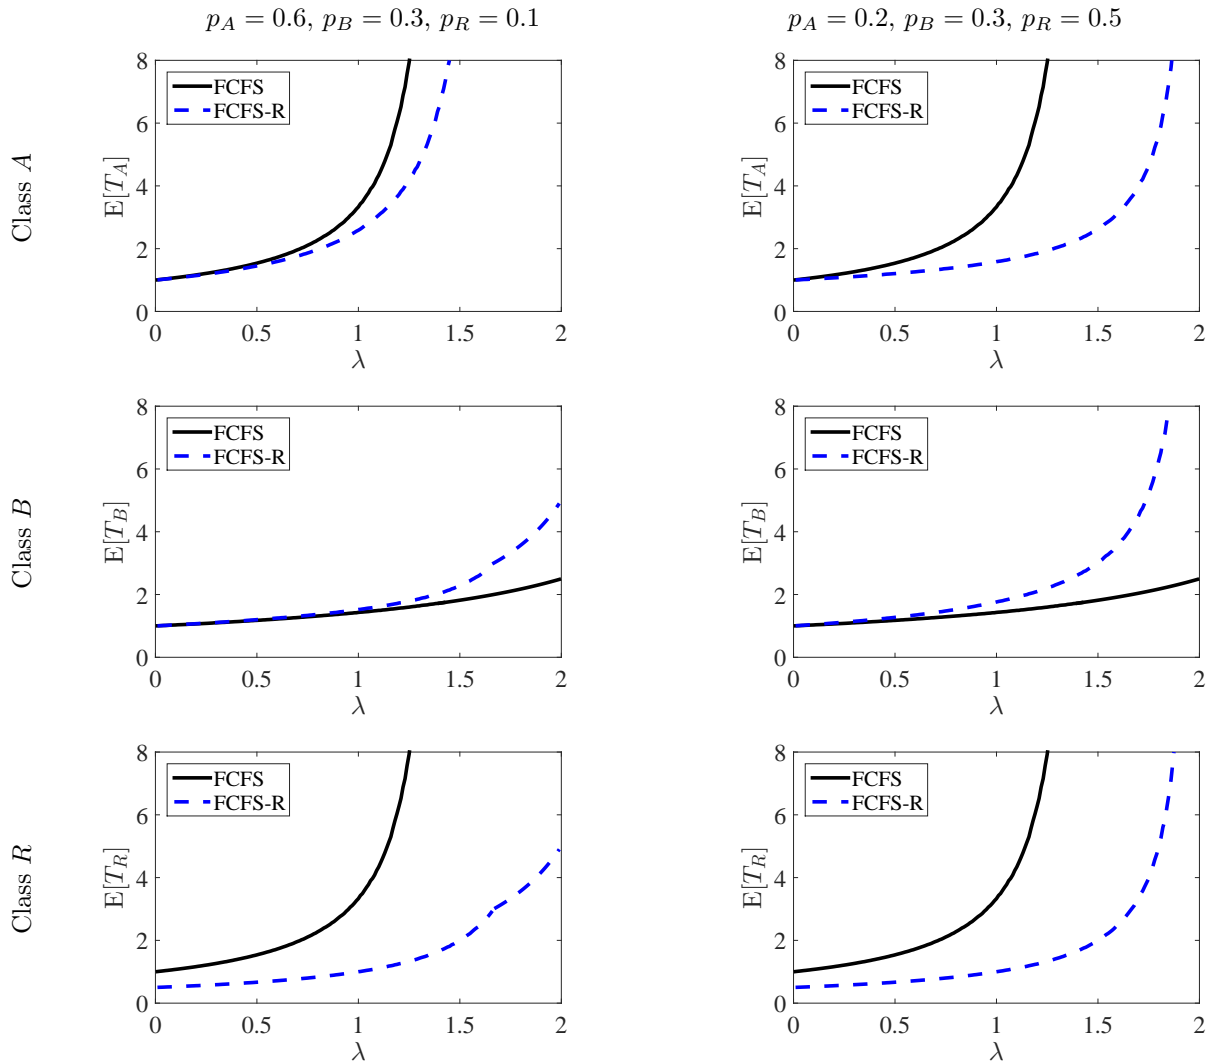 p_A = 0.6, p_B = 0.3, p_R = 0.1
p_A = 0.2, p_B = 0.3, p_R = 0.5
Class A
E[T_A]
8
6
4
2
0
FCFS
FCFS-R
0 0.5 1 1.5 2
λ
E[T_A]
8
6
4
2
0
FCFS
FCFS-R
0 0.5 1 1.5 2
λ
Class B
E[T_B]
8
6
4
2
0
FCFS
FCFS-R
0 0.5 1 1.5 2
λ
E[T_B]
8
6
4
2
0
FCFS
FCFS-R
0 0.5 1 1.5 2
λ
Class R
E[T_R]
8
6
4
2
0
FCFS
FCFS-R
0 0.5 1 1.5 2
λ
E[T_R]
8
6
4
2
0
FCFS
FCFS-R
0 0.5 1 1.5 2
λ